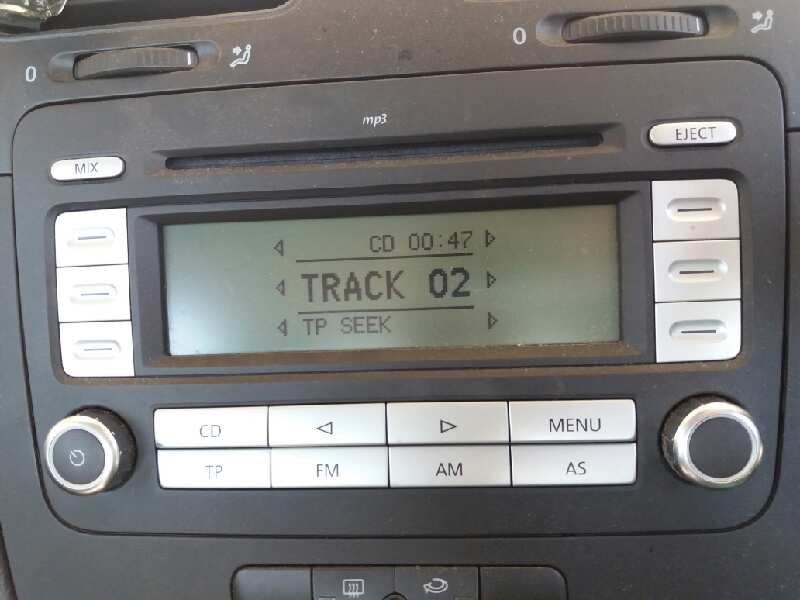 0
0
mp3
MIX
EJECT
CD 00:47
TRACK 02
TP SEEK
CD
MENU
TP
FM
AM
AS